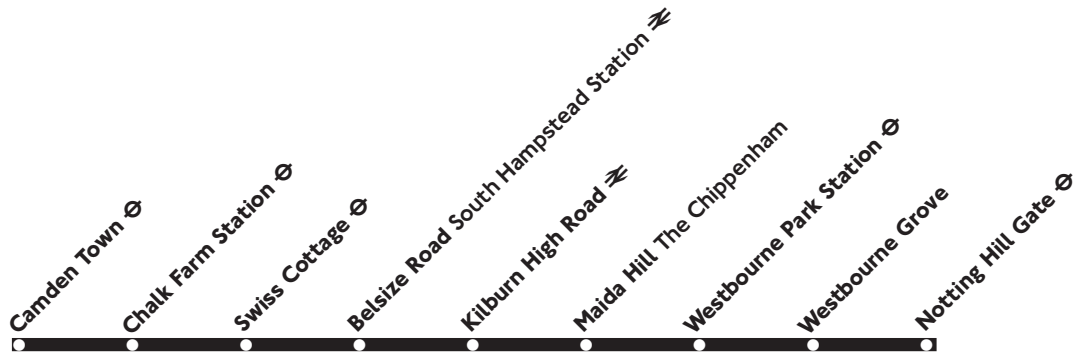 Camden Town
Chalk Farm Station
Swiss Cottage
Belsize Road South Hampstead Station
Kilburn High Road
Maida Hill The Chippenham
Westbourne Park Station
Westbourne Grove
Notting Hill Gate